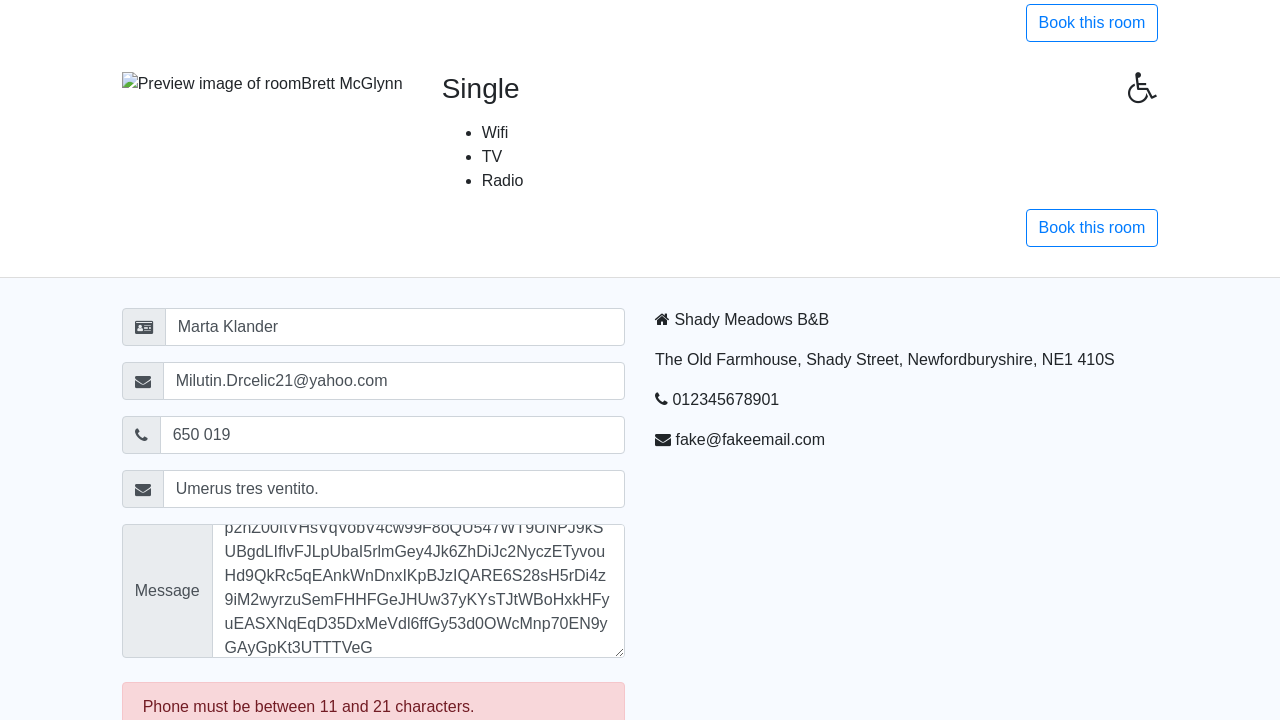 Book this room
Preview image of roomBrett McGlynn
Single
Wifi
TV
Radio
Book this room
Marta Klander
Milutin.Drcelic21@yahoo.com
650 019
Umerus tres ventito.
Message
UBgdLIflvFJLpUbaI5rlmGey4Jk6ZhDiJc2NyczETyvou
Hd9QkRc5qEAnkWnDnxIKpBJzIQARE6S28sH5rDi4z
9iM2wyrzuSemFHHFGeJHUw37yKYsTJtWBoHxkHFy
uEASXNqEqD35DxMeVdl6ffGy53d0OWcMnp70EN9y
GAyGpKt3UTTTVeG
Phone must be between 11 and 21 characters.
Shady Meadows B&B
The Old Farmhouse, Shady Street, Newfordburyshire, NE1 410S
012345678901
fake@fakeemail.com